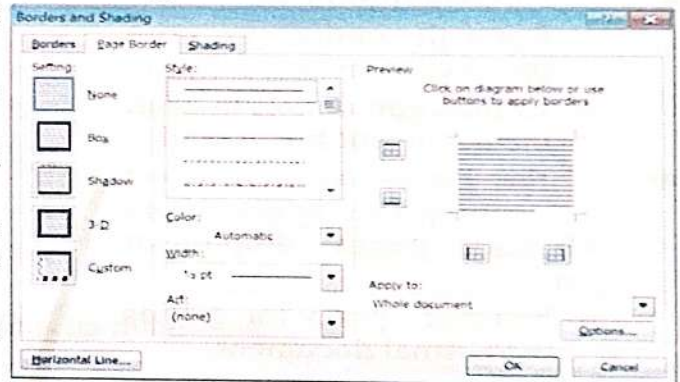 Borders and Shading
Borders Page Border Shading
Setting:
None
Box
Shadow
3-D
Custom
Style:
Color:
Automatic
Width:
½ pt
Art:
(none)
Preview
Click on diagram below or use
buttons to apply borders
Apply to:
Whole document
Options...
Horizontal Line...
OK
Cancel